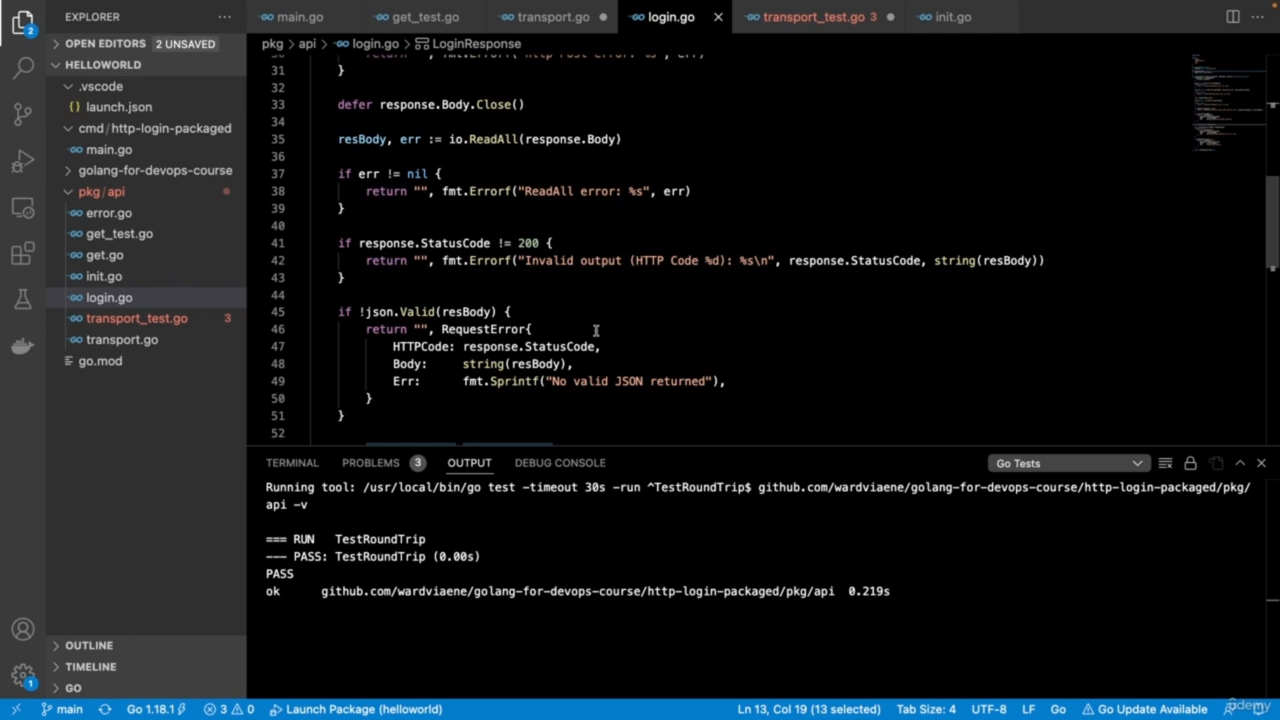 EXPLORER
main.go
get_test.go
transport.go
login.go
transport_test.go 3
init.go
OPEN EDITORS 2 UNSAVED
HELLOWORLD
.vscode
launch.json
cmd/http-login-packaged
main.go
golang-for-devops-course
pkg/api
error.go
get_test.go
get.go
init.go
login.go
transport_test.go 3
transport.go
go.mod
OUTLINE
TIMELINE
GO
2
1
pkg > api > login.go > LoginResponse
31 }
32
33 defer response.Body.Close()
34
35 resBody, err := io.ReadAll(response.Body)
36
37 if err != nil {
38 return "", fmt.Errorf("ReadAll error: %s", err)
39 }
40
41 if response.StatusCode != 200 {
42 return "", fmt.Errorf("Invalid output (HTTP Code %d): %s\n", response.StatusCode, string(resBody))
43 }
44
45 if !json.Valid(resBody) {
46 return "", RequestError{
47 HTTPCode: response.StatusCode,
48 Body: string(resBody),
49 Err: fmt.Sprintf("No valid JSON returned"),
50 }
51 }
52
TERMINAL PROBLEMS 3 OUTPUT DEBUG CONSOLE Go Tests
Running tool: /usr/local/bin/go test -timeout 30s -run ^TestRoundTrip$ github.com/wardviaene/golang-for-devops-course/http-login-packaged/pkg/
api -v
=== RUN TestRoundTrip
--- PASS: TestRoundTrip (0.00s)
PASS
ok github.com/wardviaene/golang-for-devops-course/http-login-packaged/pkg/api 0.219s
main Go 1.18.1 3 0 Launch Package (helloworld) Ln 13, Col 19 (13 selected) Tab Size: 4 UTF-8 LF Go Go Update Available
udemy